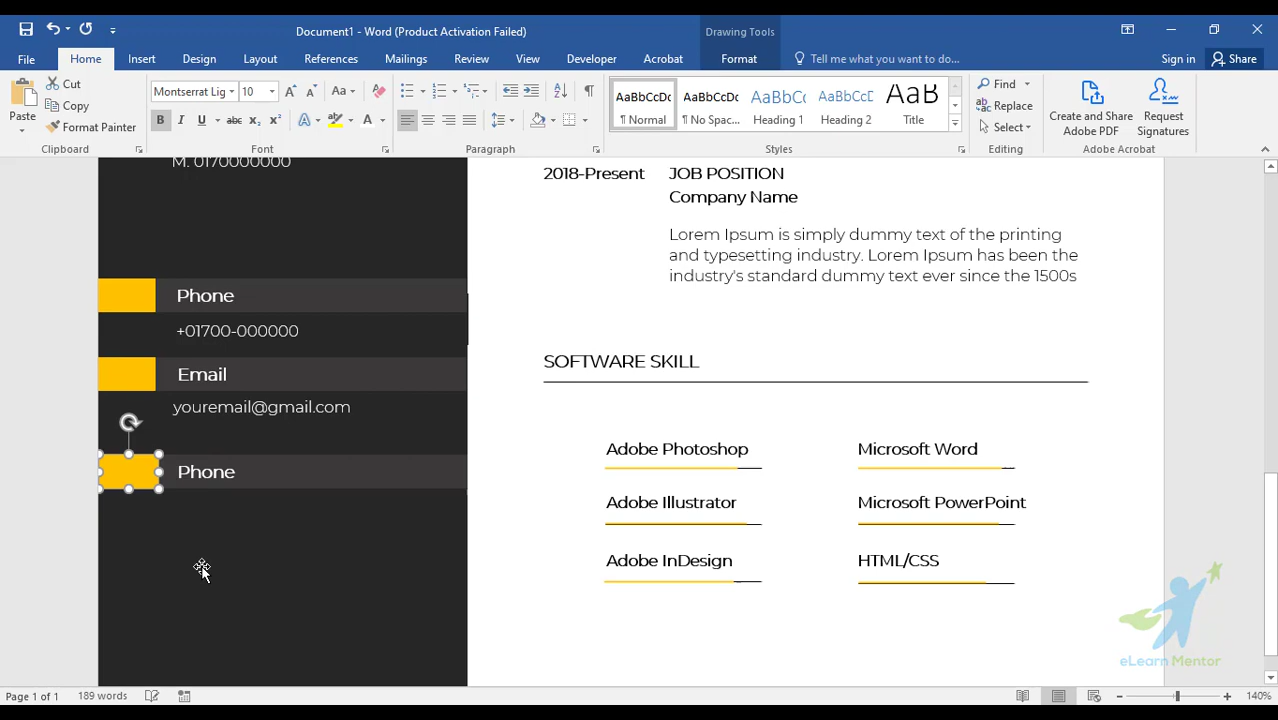 Document1 - Word (Product Activation Failed)
Drawing Tools
File Home Insert Design Layout References Mailings Review View Developer Acrobat Format Tell me what you want to do... Sign in Share
Paste
Cut
Copy
Format Painter
Clipboard
Montserrat Lig 10
Font
Paragraph
AaBbCcDc AaBbCcDc AaBbCc AaBbCcD AaB
¶ Normal ¶ No Spac... Heading 1 Heading 2 Title
Styles
Find
Replace
Select
Editing
Create and Share
Adobe PDF
Request
Signatures
Adobe Acrobat
M. 0170000000
Phone
+01700-000000
Email
youremail@gmail.com
Phone
2018-Present JOB POSITION
Company Name
Lorem Ipsum is simply dummy text of the printing
and typesetting industry. Lorem Ipsum has been the
industry's standard dummy text ever since the 1500s
SOFTWARE SKILL
Adobe Photoshop Microsoft Word
Adobe Illustrator Microsoft PowerPoint
Adobe InDesign HTML/CSS
eLearn Mentor
Page 1 of 1 189 words 140%